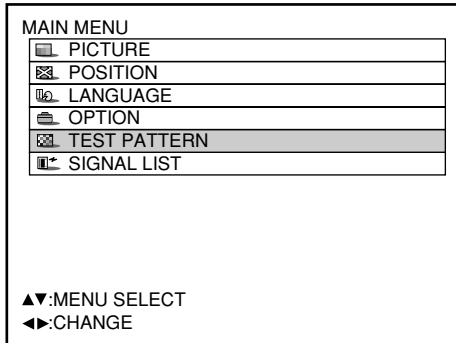 MAIN MENU
PICTURE
POSITION
LANGUAGE
OPTION
TEST PATTERN
SIGNAL LIST
▲▼:MENU SELECT
◀▶:CHANGE